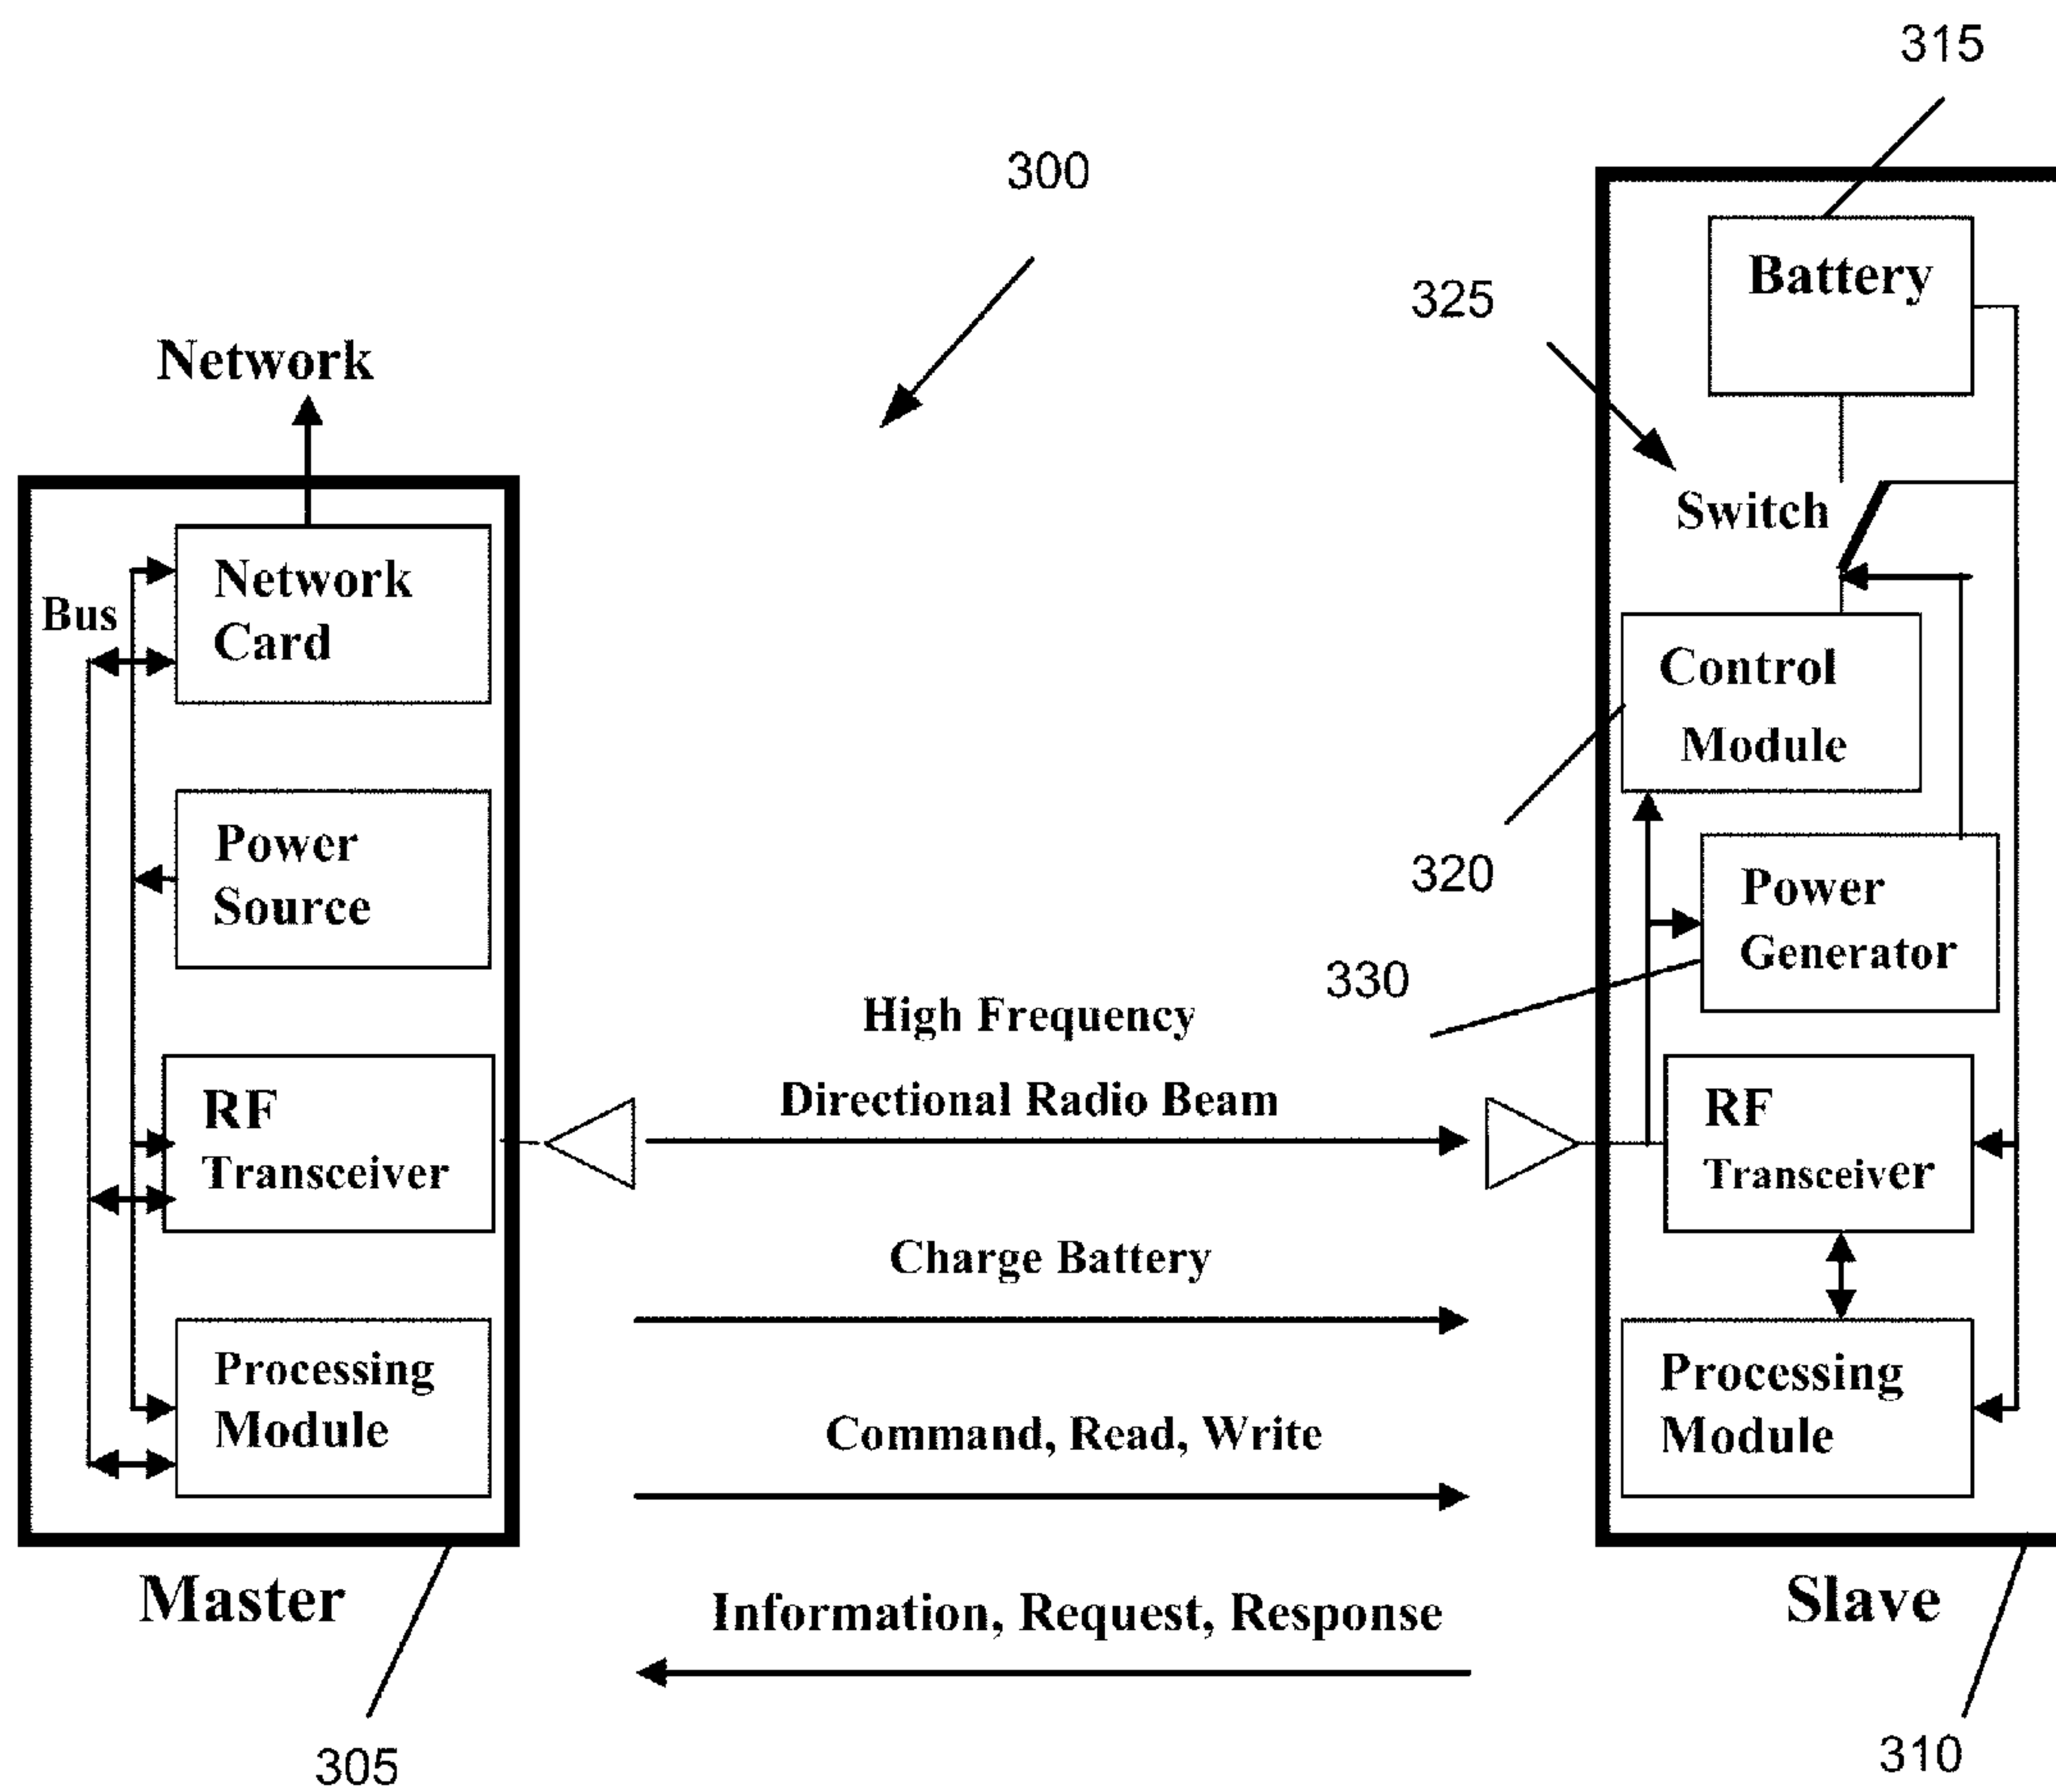 315
300
325
Battery
Network
Switch
Network
Card
Bus
Control
Module
Power
Source
320
Power
Generator
330
High Frequency
Directional Radio Beam
RF
Transceiver
RF
Transceiver
Charge Battery
Processing
Module
Command, Read, Write
Processing
Module
Master
Information, Request, Response
Slave
305
310